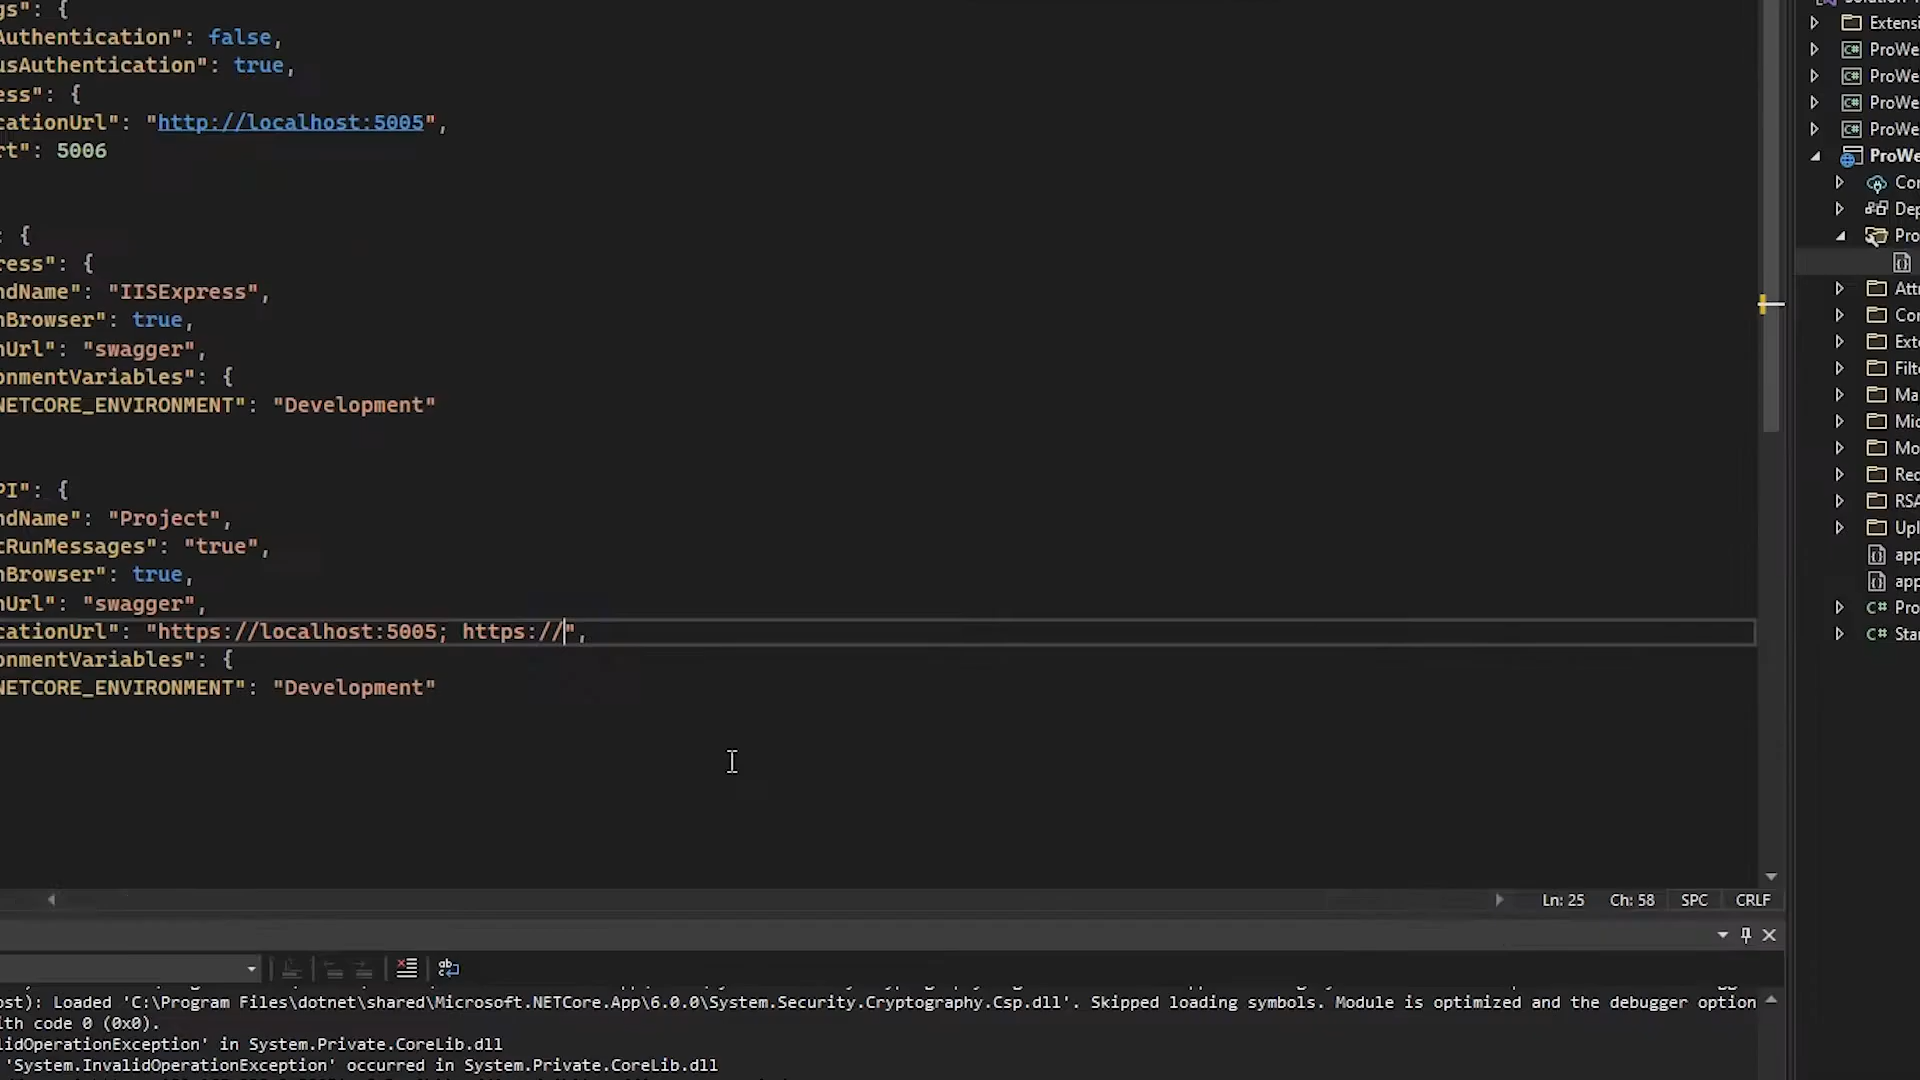 gs": {
Authentication": false,
usAuthentication": true,
ess": {
cationUrl": "http://localhost:5005",
rt": 5006
: {
ress": {
ndName": "IISExpress",
nBrowser": true,
nUrl": "swagger",
onmentVariables": {
NETCORE_ENVIRONMENT": "Development"
PI": {
ndName": "Project",
tRunMessages": "true",
nBrowser": true,
nUrl": "swagger",
cationUrl": "https://localhost:5005; https://",
onmentVariables": {
NETCORE_ENVIRONMENT": "Development"
Ln: 25 Ch: 58 SPC CRLF
ost): Loaded 'C:\Program Files\dotnet\shared\Microsoft.NETCore.App\6.0.0\System.Security.Cryptography.Csp.dll'. Skipped loading symbols. Module is optimized and the debugger option
ith code 0 (0x0).
lidOperationException' in System.Private.CoreLib.dll
'System.InvalidOperationException' occurred in System.Private.CoreLib.dll
Extensi
C# ProWe
C# ProWe
C# ProWe
C# ProWe
ProWe
Cor
Dep
Pro
Attr
Cor
Exte
Filte
Ma
Mic
Mo
Rec
RSA
Upl
app
app
C# Pro
C# Star